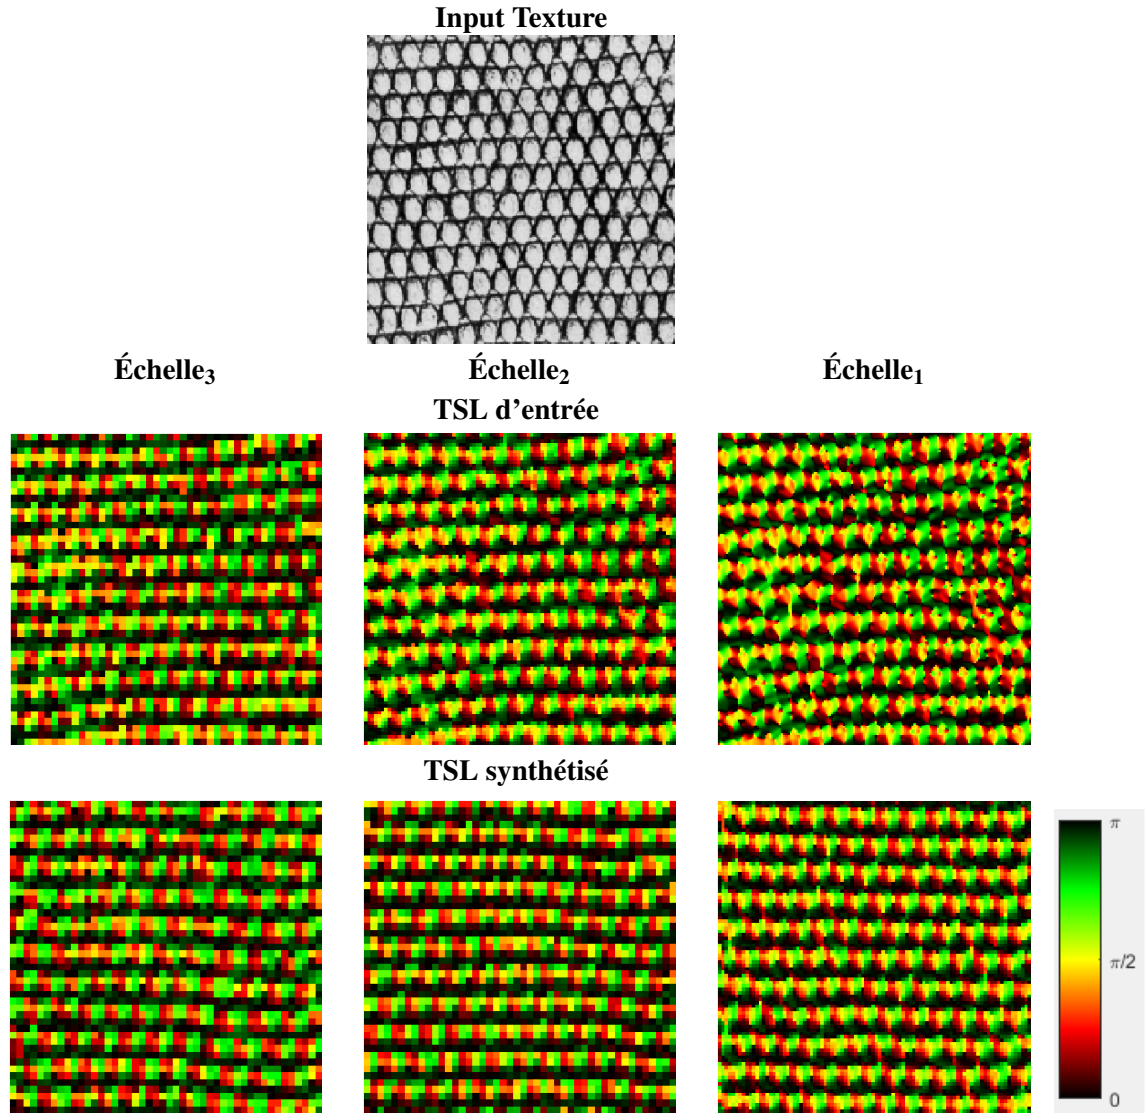 Input Texture
Échelle₃ Échelle₂ Échelle₁
TSL d’entrée
TSL synthétisé
π
π/2
0